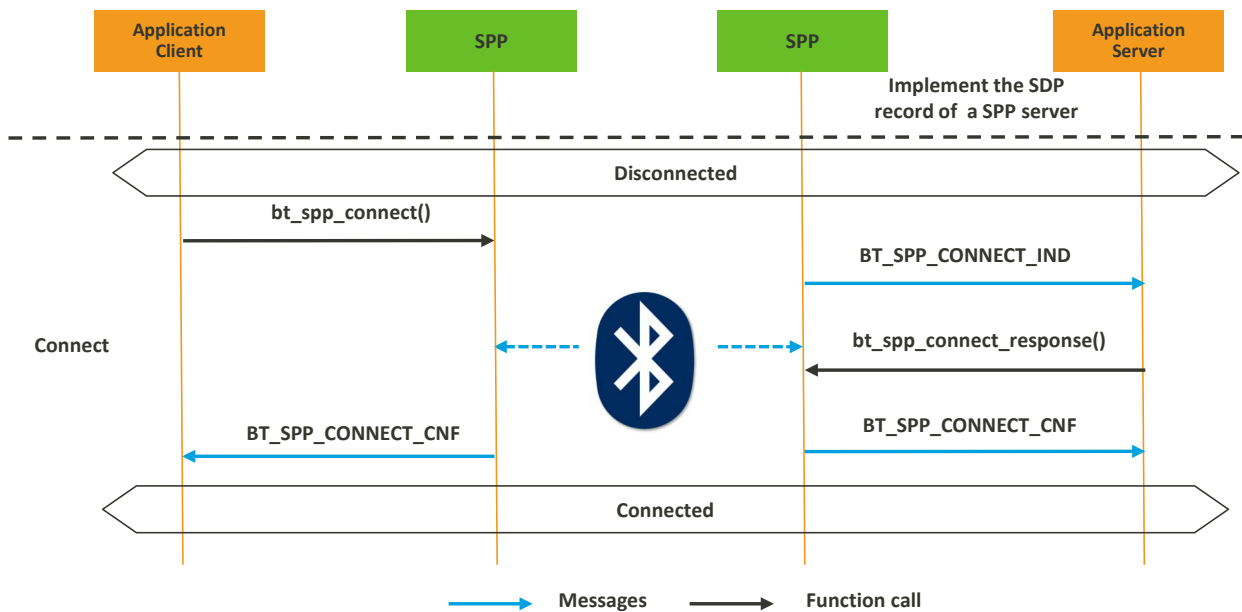 Application
Client
SPP
SPP
Application
Server
Implement the SDP
record of a SPP server
Disconnected
bt_spp_connect()
BT_SPP_CONNECT_IND
Connect
bt_spp_connect_response()
BT_SPP_CONNECT_CNF
BT_SPP_CONNECT_CNF
Connected
Messages
Function call